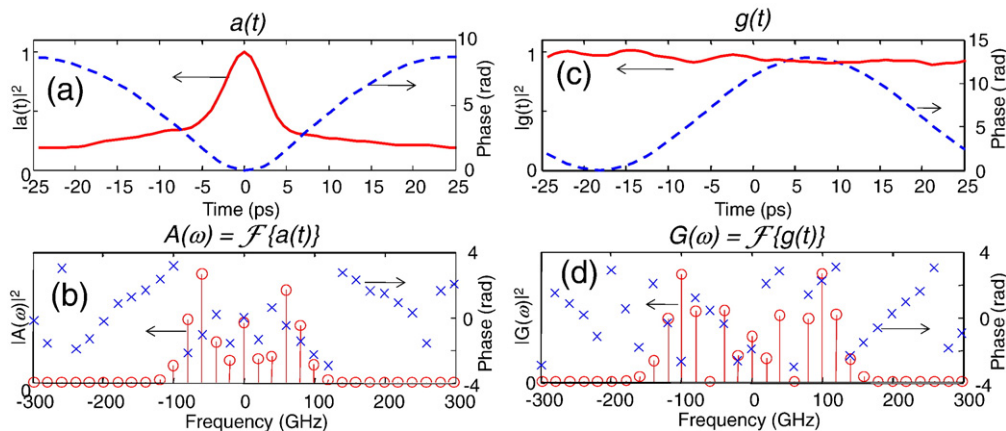 a(t)
g(t)
1
10
1
15
(a)
(c)
|a(t)|²
Phase (rad)
|g(t)|²
Phase (rad)
5
10
5
0
0
0
0
-25 -20 -15 -10 -5 0 5 10 15 20 25
-25 -20 -15 -10 -5 0 5 10 15 20 25
Time (ps)
Time (ps)
A(ω) = ℱ{a(t)}
G(ω) = ℱ{g(t)}
4
4
(b)
(d)
|A(ω)|²
0
Phase (rad)
|G(ω)|²
0
Phase (rad)
0
-4
0
-4
-300 -200 -100 0 100 200 300
-300 -200 -100 0 100 200 300
Frequency (GHz)
Frequency (GHz)